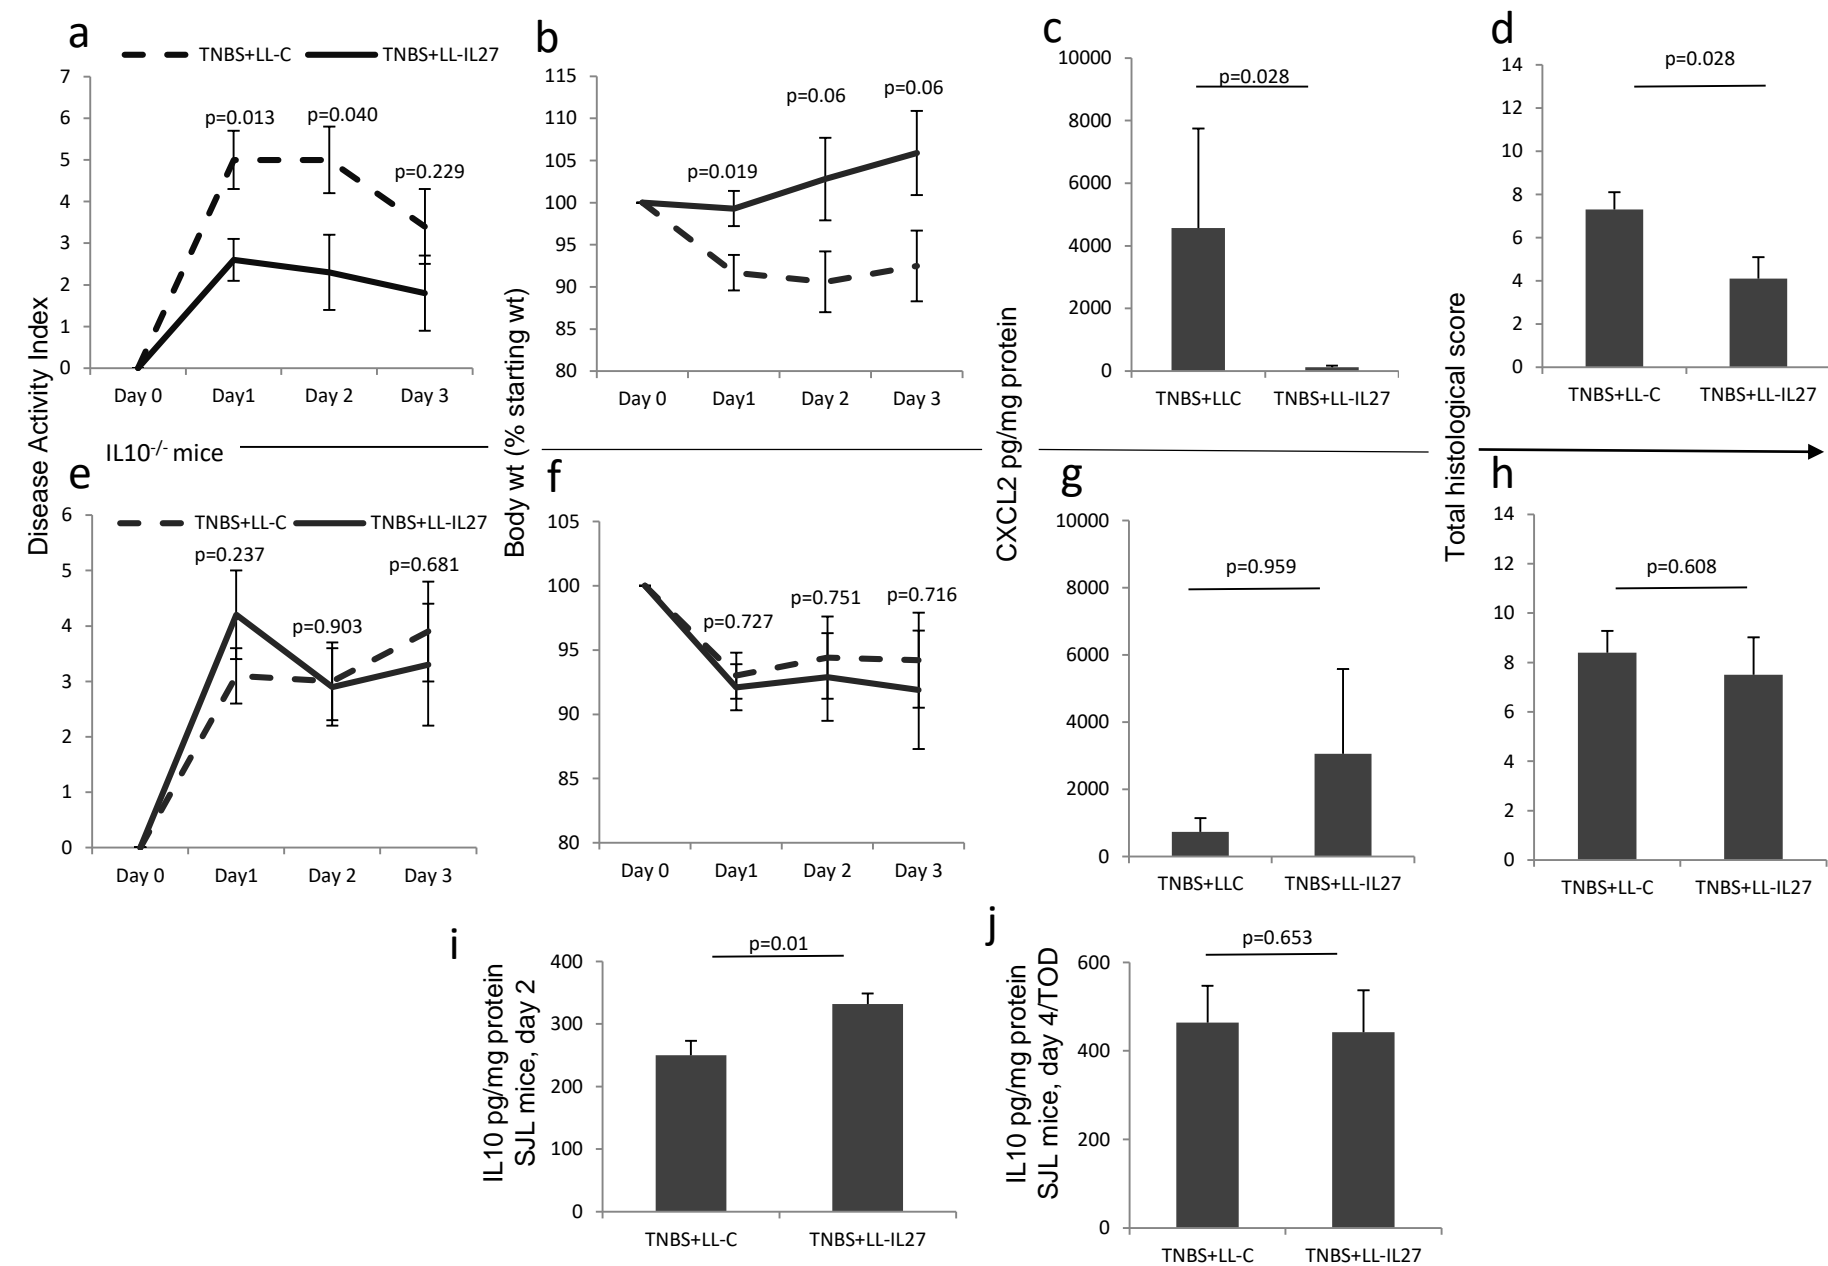 a
TNBS+LL-C
TNBS+LL-IL27
7
6
5
4
3
2
1
0
p=0.013
p=0.040
p=0.229
Day 0
Day1
Day 2
Day 3
Disease Activity Index
b
115
110
105
100
95
90
85
80
p=0.019
p=0.06
p=0.06
Day 0
Day1
Day 2
Day 3
Body wt (% starting wt)
c
10000
8000
6000
4000
2000
0
p=0.028
TNBS+LLC
TNBS+LL-IL27
CXCL2 pg/mg protein
d
14
12
10
8
6
4
2
0
p=0.028
TNBS+LL-C
TNBS+LL-IL27
Total histological score
IL10-/- mice
e
TNBS+LL-C
TNBS+LL-IL27
6
5
4
3
2
1
0
p=0.237
p=0.903
p=0.681
Day 0
Day1
Day 2
Day 3
f
105
100
95
90
85
80
p=0.727
p=0.751
p=0.716
Day 0
Day1
Day 2
Day 3
g
10000
8000
6000
4000
2000
0
p=0.959
TNBS+LLC
TNBS+LL-IL27
h
14
12
10
8
6
4
2
0
p=0.608
TNBS+LL-C
TNBS+LL-IL27
i
400
300
200
100
0
p=0.01
TNBS+LL-C
TNBS+LL-IL27
IL10 pg/mg protein
SJL mice, day 2
j
600
400
200
0
p=0.653
TNBS+LL-C
TNBS+LL-IL27
IL10 pg/mg protein
SJL mice, day 4/TOD